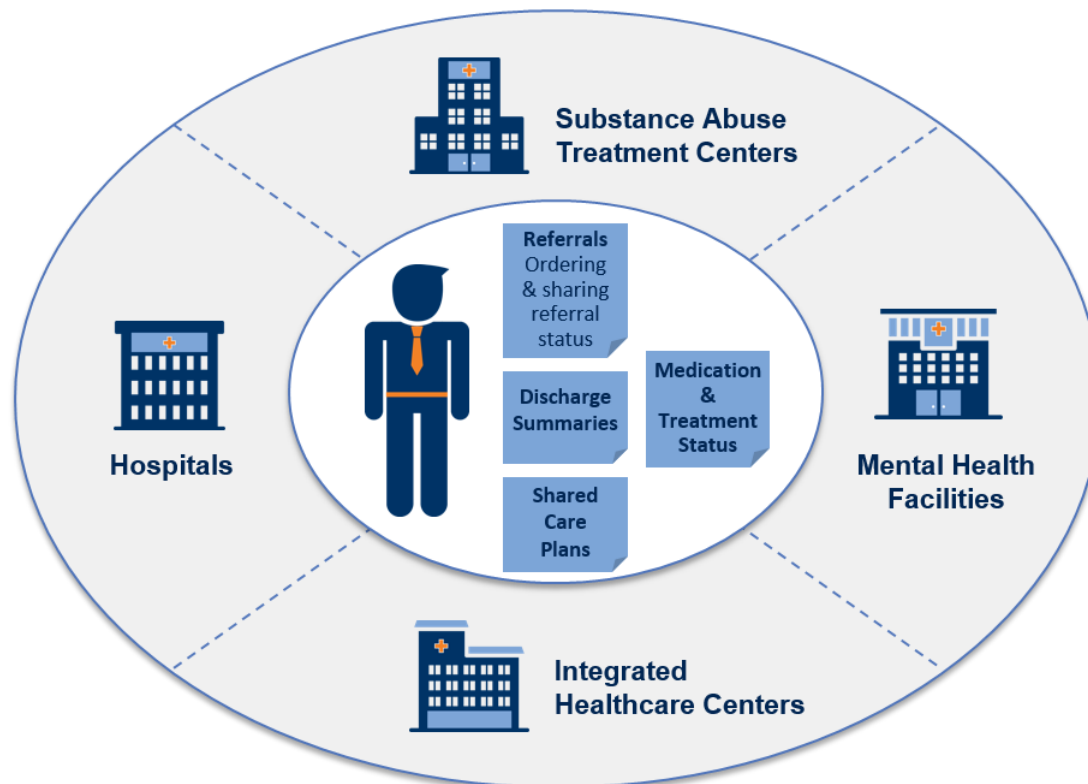 Substance Abuse
Treatment Centers
Referrals
Ordering
& sharing
referral
status
Medication
&
Treatment
Status
Discharge
Summaries
Shared
Care
Plans
Hospitals
Mental Health
Facilities
Integrated
Healthcare Centers